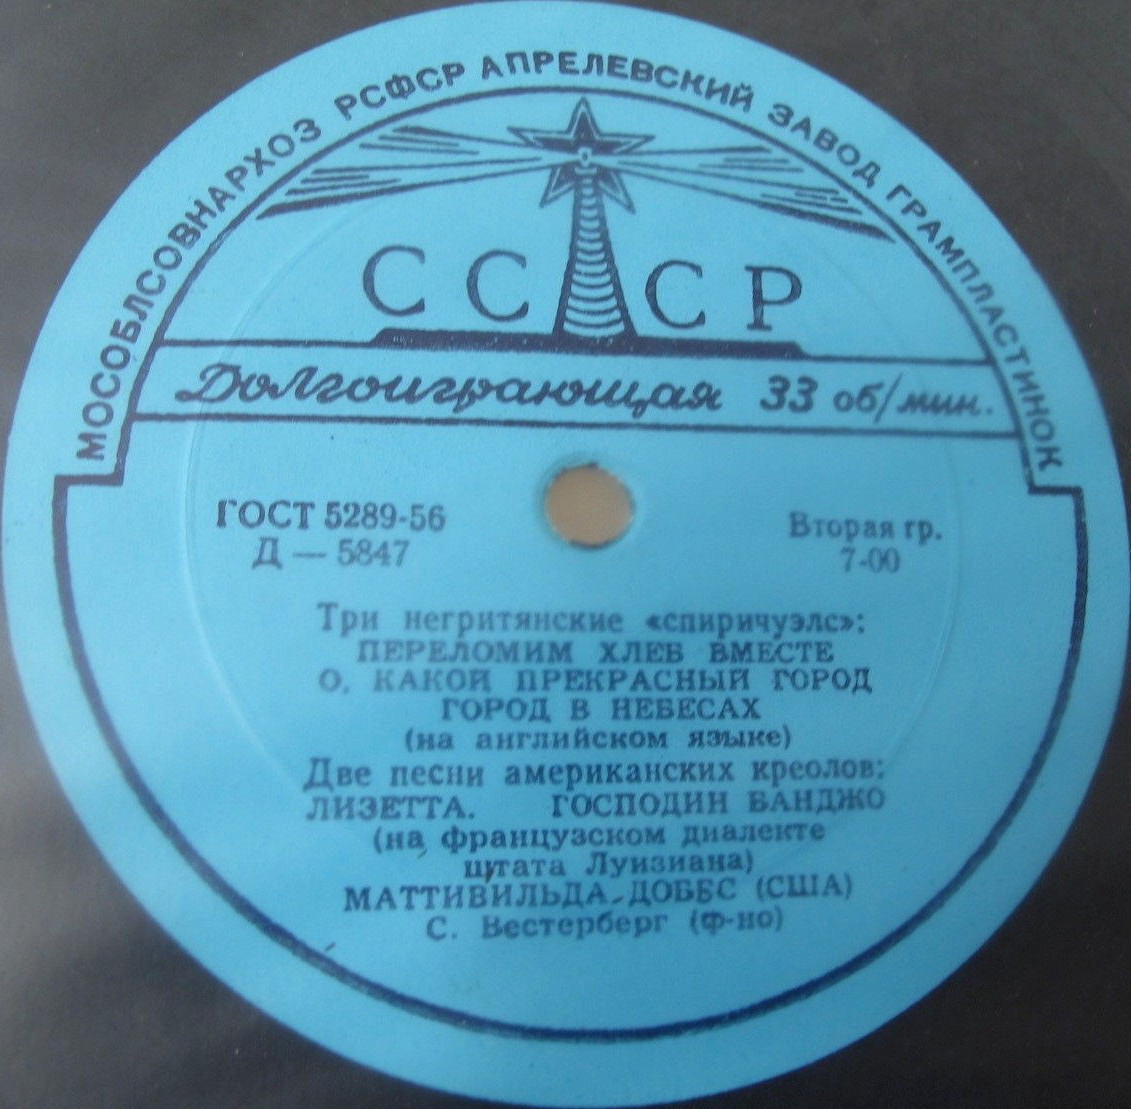 МОСОБЛСОВНАРХОЗ РСФСР АПРЕЛЕВСКИЙ ЗАВОД ГРАМПЛАСТИНОК
СССР
Долгоиграющая 33 об/мин.
ГОСТ 5289-56
Д — 5847
Вторая гр.
7-00
Три негритянские «спиричуэлс»:
ПЕРЕЛОМИМ ХЛЕБ ВМЕСТЕ
О, КАКОЙ ПРЕКРАСНЫЙ ГОРОД
ГОРОД В НЕБЕСАХ
(на английском языке)
Две песни американских креолов:
ЛИЗЕТТА. ГОСПОДИН БАНДЖО
(на французском диалекте
штата Луизиана)
МАТТИВИЛЬДА ДОББС (США)
С. Вестерберг (ф-но)